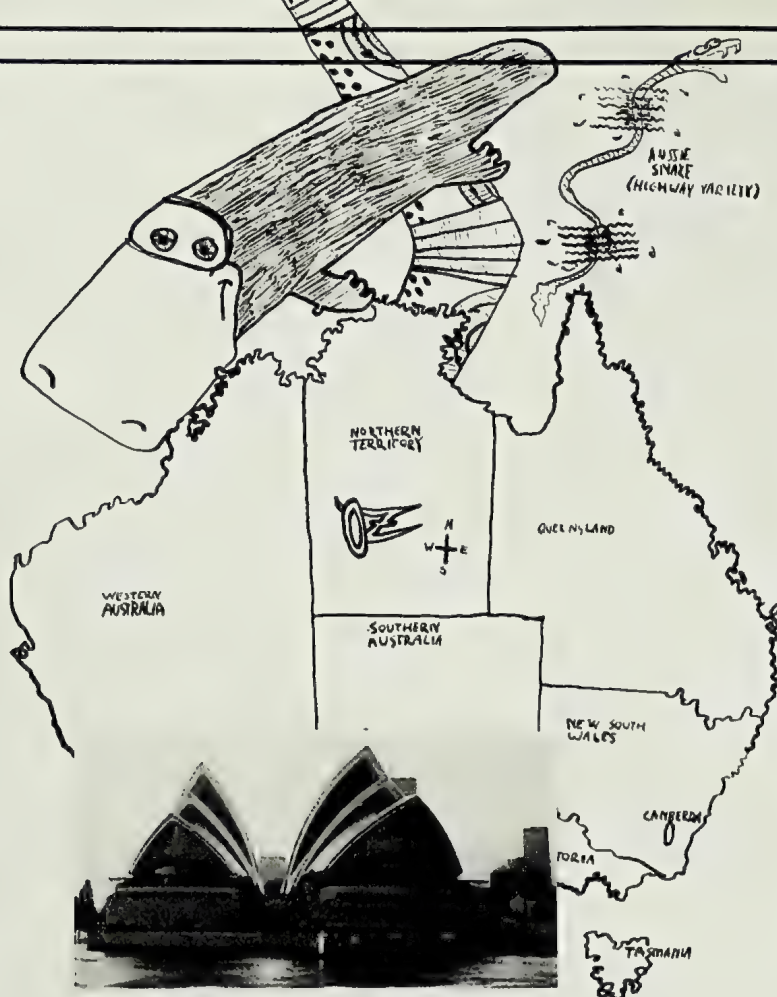 AUSSIE
SNAKE
(HIGHWAY VARIETY)
NORTHERN
TERRITORY
N
W E
S
QUEENSLAND
WESTERN
AUSTRALIA
SOUTHERN
AUSTRALIA
NEW SOUTH
WALES
CANBERRA
TORIA
TASMANIA